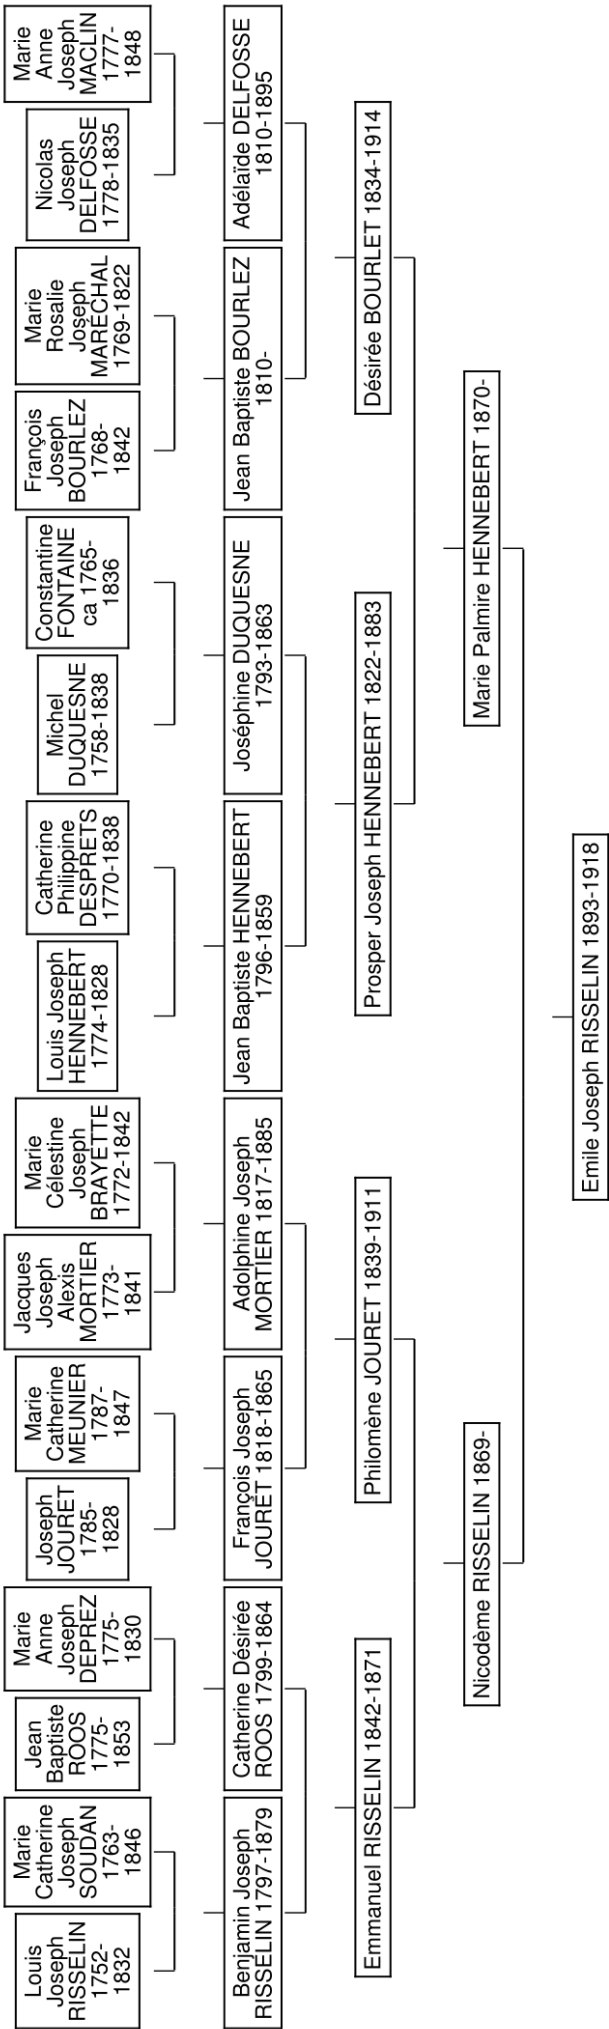 Louis
Joseph
RISSELIN
1752-
1832
Marie
Catherine
Joseph
SOUDAN
1763-
1846
Jean
Baptiste
ROOS
1775-
1853
Marie
Anne
Joseph
DEPREZ
1775-
1830
Joseph
JOURET
1785-
1828
Marie
Catherine
MEUNIER
1787-
1847
Jacques
Joseph
Alexis
MORTIER
1773-
1841
Marie
Célestine
Joseph
BRAYETTE
1772-1842
Louis Joseph
HENNEBERT
1774-1828
Catherine
Philippine
DESPRETS
1770-1838
Michel
DUQUESNE
1758-1838
Constantine
FONTAINE
ca 1765-
1836
François
Joseph
BOURLEZ
1768-
1842
Marie
Rosalie
Joseph
MARÉCHAL
1769-1822
Nicolas
Joseph
DELFOSSE
1778-1835
Marie
Anne
Joseph
MACLIN
1777-
1848
Benjamin Joseph
RISSELIN 1797-1879
Catherine Désirée
ROOS 1799-1864
François Joseph
JOURET 1818-1865
Adolphine Joseph
MORTIER 1817-1885
Jean Baptiste HENNEBERT
1796-1859
Joséphine DUQUESNE
1793-1863
Jean Baptiste BOURLEZ
1810-
Adélaïde DELFOSSE
1810-1895
Emmanuel RISSELIN 1842-1871
Philomène JOURET 1839-1911
Prosper Joseph HENNEBERT 1822-1883
Désirée BOURLET 1834-1914
Nicodème RISSELIN 1869-
Marie Palmire HENNEBERT 1870-
Emile Joseph RISSELIN 1893-1918